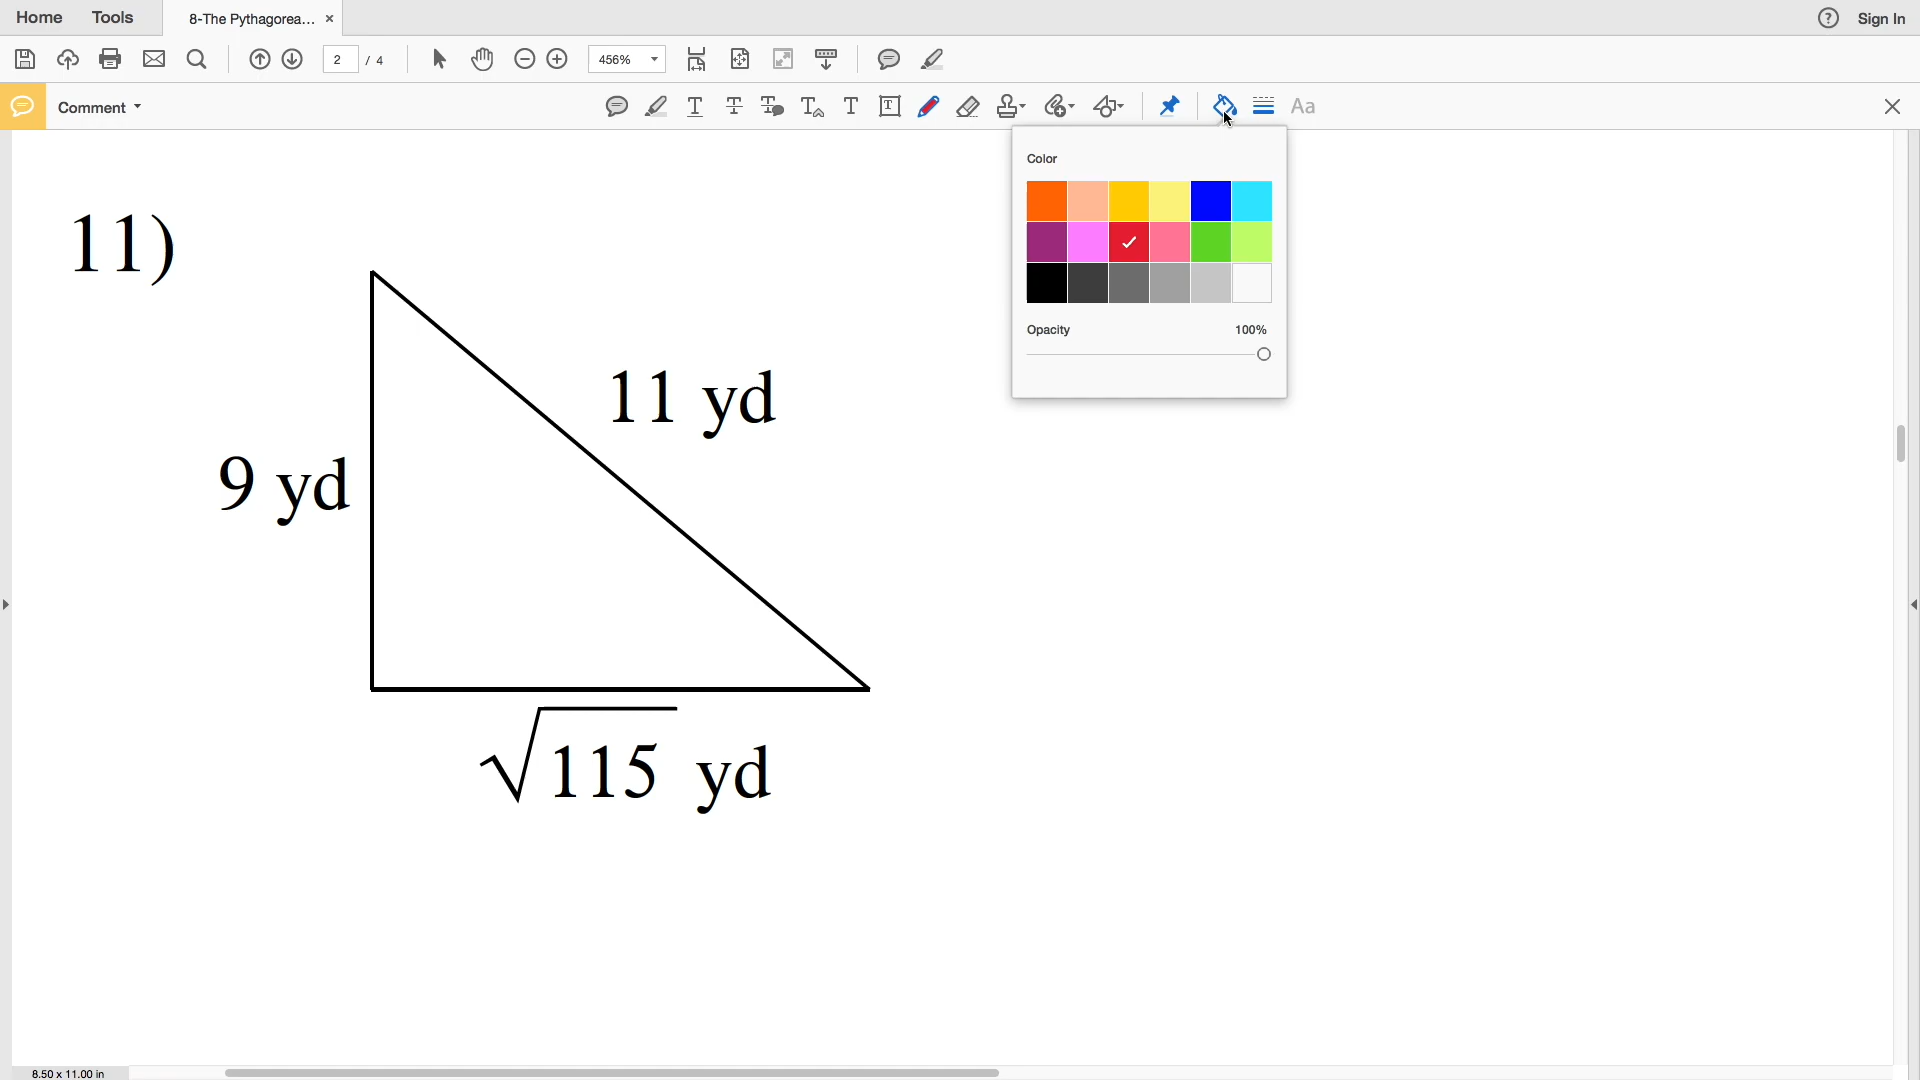 Home Tools 8-The Pythagorea... × ? Sign In
2 / 4 456%
Comment Aa
Color
Opacity 100%
11)
11 yd
9 yd
√115 yd
8.50 x 11.00 in